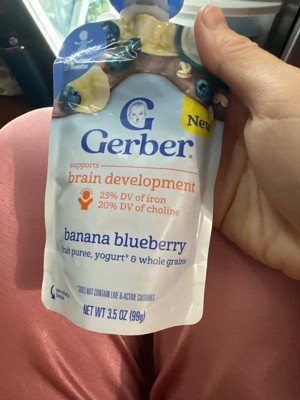 G
Gerber®
New
supports
brain development
25% DV of iron
20% DV of choline
banana blueberry
fruit puree, yogurt* & whole grains
*DOES NOT CONTAIN LIVE & ACTIVE CULTURES
NET WT 3.5 OZ (99g)